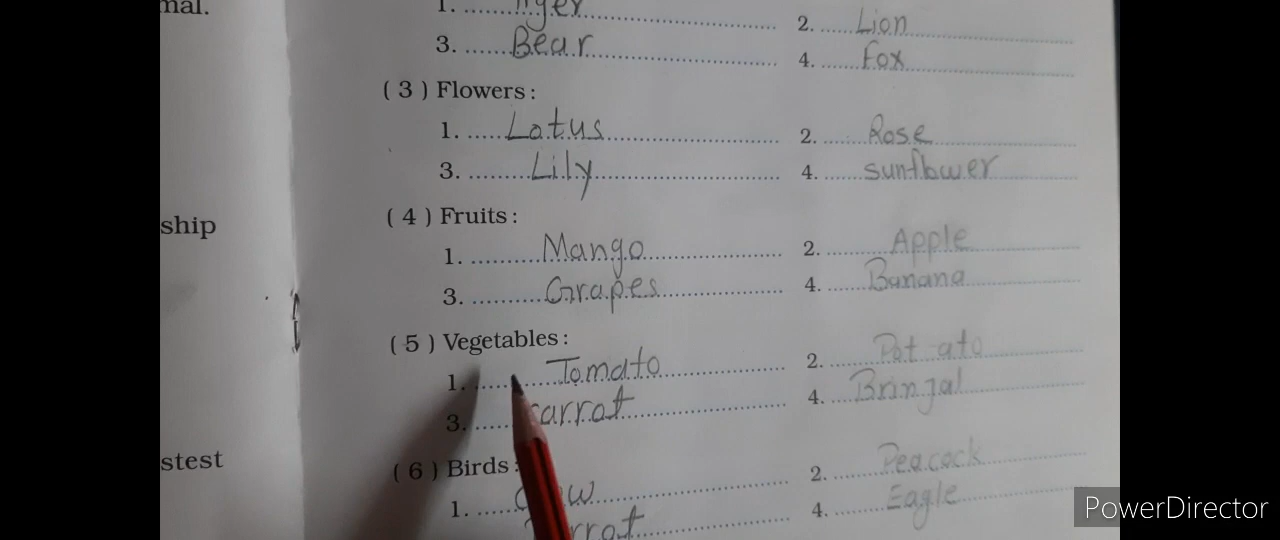 mal.
1. Tiger 2. Lion
3. Bear 4. Fox
( 3 ) Flowers :
1. Lotus 2. Rose
3. Lily 4. sunflower
ship
( 4 ) Fruits :
1. Mango 2. Apple
3. Grapes 4. Banana
( 5 ) Vegetables :
1. Tomato 2. Potato
3. carrot 4. Brinjal
stest
( 6 ) Birds :
1. 2. Peacock
4. Eagle
PowerDirector